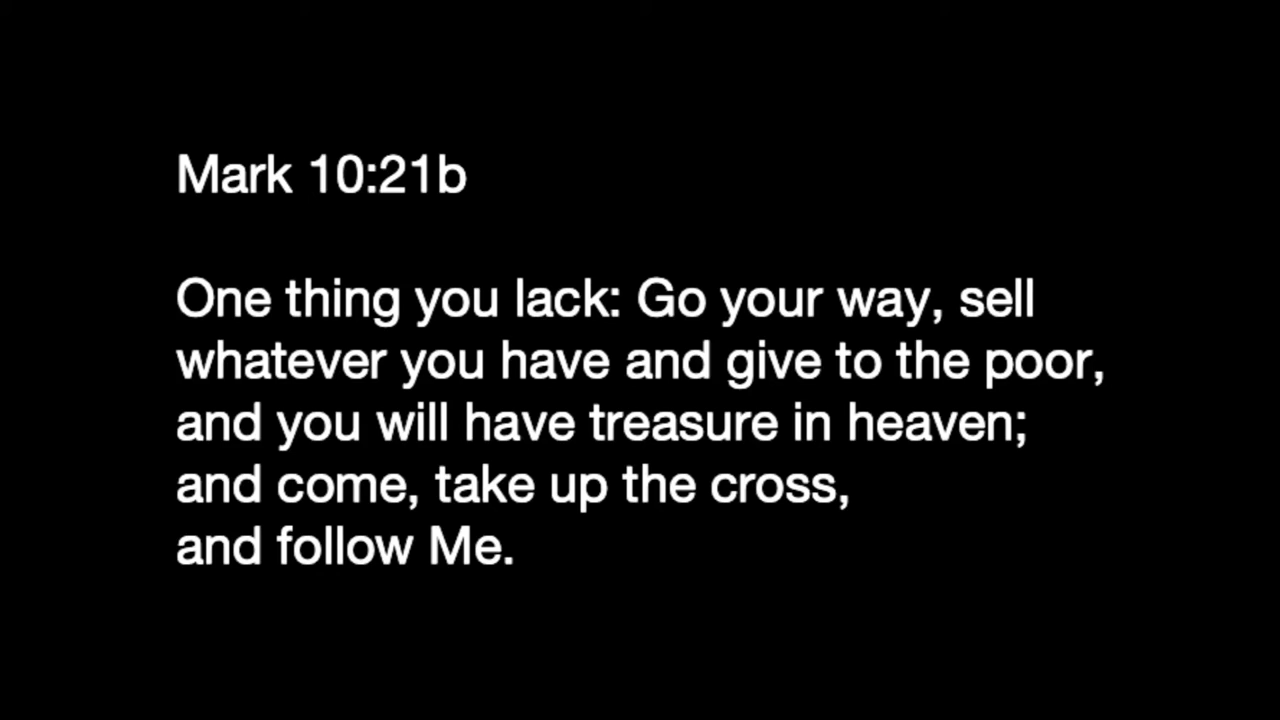 Mark 10:21b
One thing you lack: Go your way, sell
whatever you have and give to the poor,
and you will have treasure in heaven;
and come, take up the cross,
and follow Me.